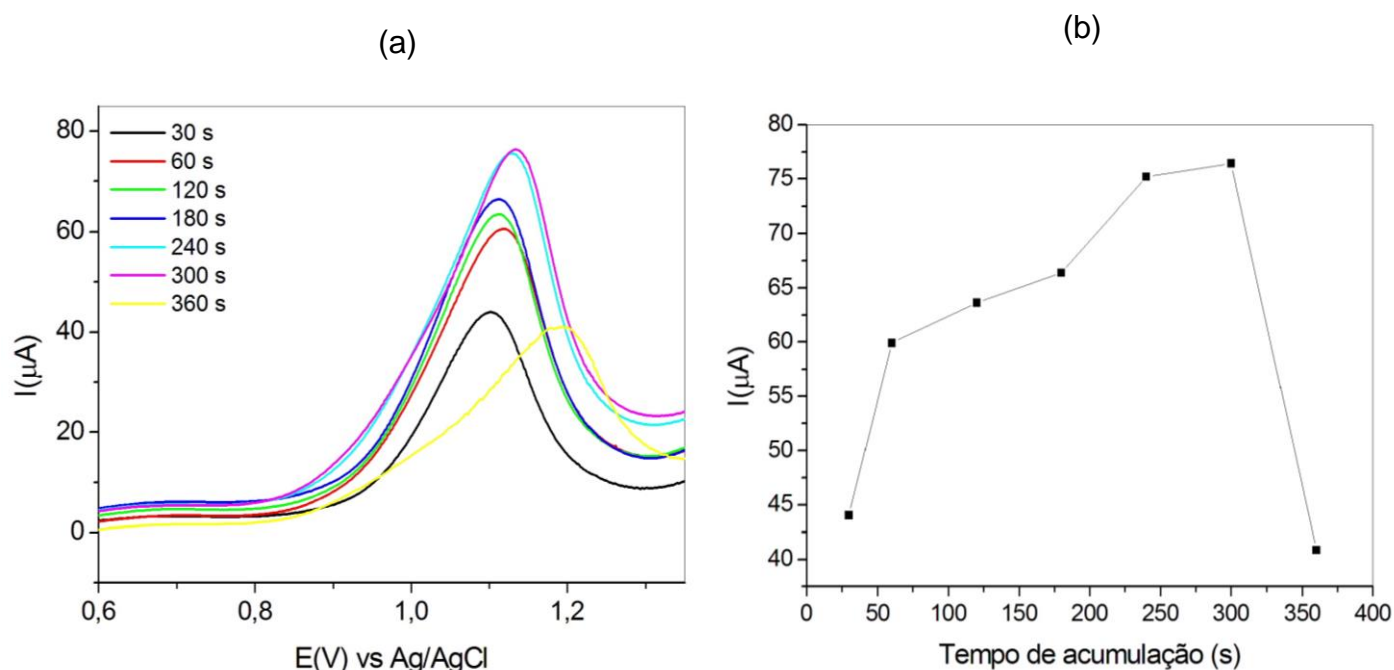 (a)
80
60
40
20
0
I(µA)
30 s
60 s
120 s
180 s
240 s
300 s
360 s
0,6
0,8
1,0
1,2
E(V) vs Ag/AgCl
(b)
80
75
70
65
60
55
50
45
40
I(µA)
0
50
100
150
200
250
300
350
400
Tempo de acumulação (s)